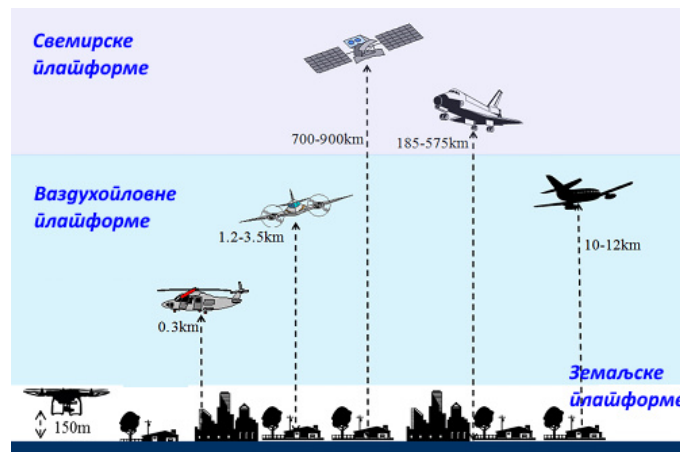 Свемирске
платформе
700-900km
185-575km
Ваздухопловне
платформе
1.2-3.5km
10-12km
0.3km
Земаљске
платформе
150m